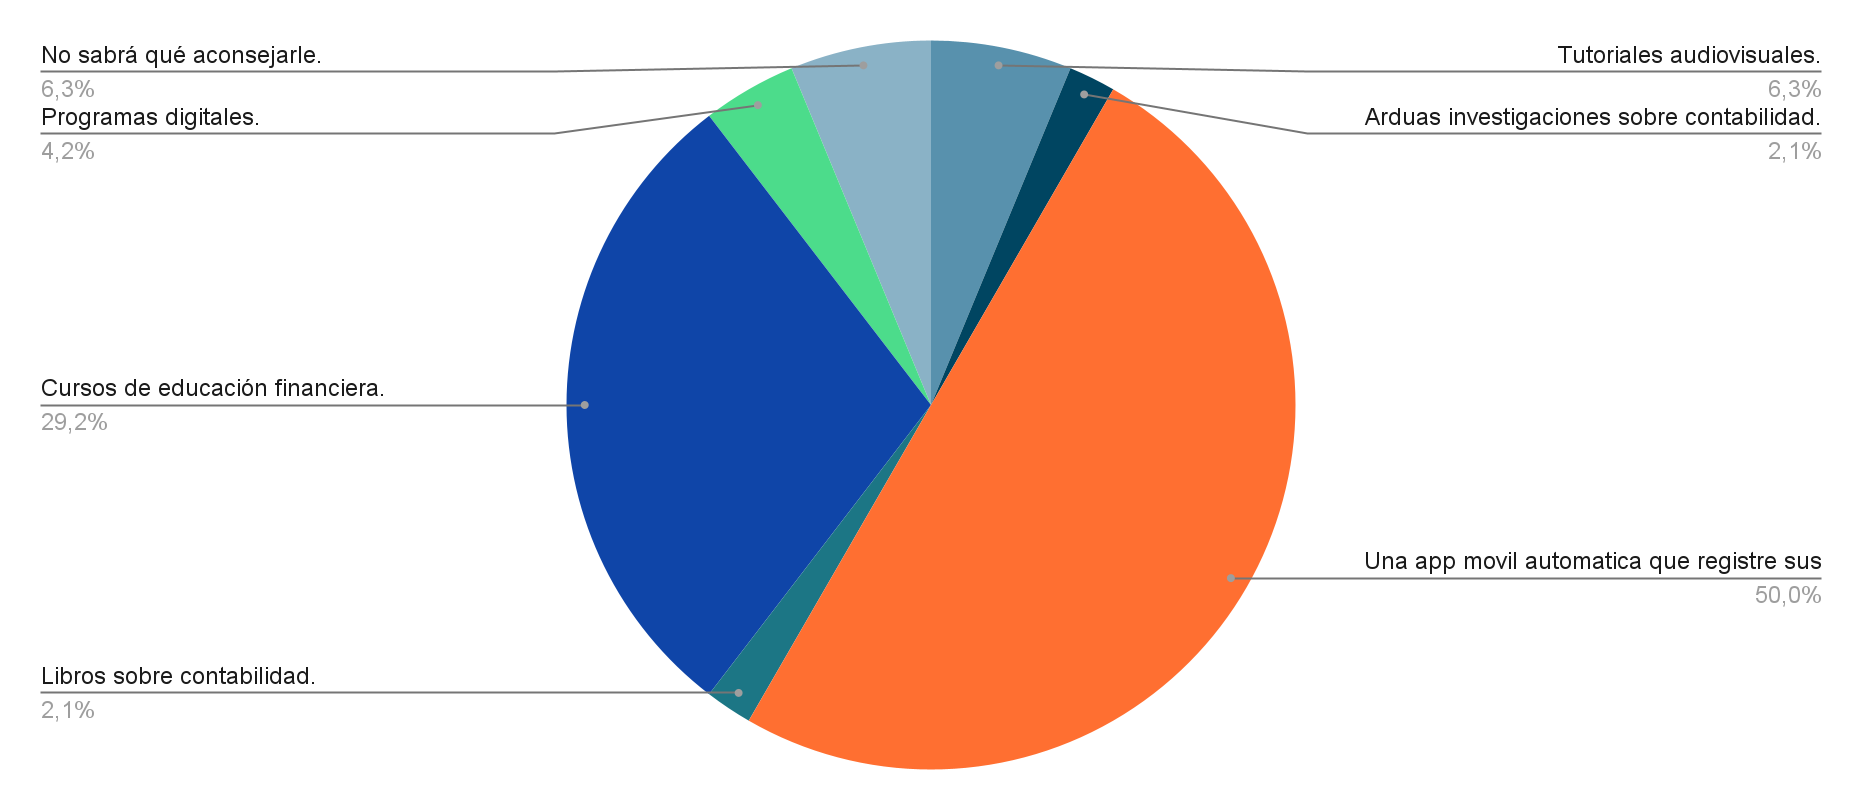 No sabrá qué aconsejarle.
6,3%
Programas digitales.
4,2%
Cursos de educación financiera.
29,2%
Libros sobre contabilidad.
2,1%
Tutoriales audiovisuales.
6,3%
Arduas investigaciones sobre contabilidad.
2,1%
Una app movil automatica que registre sus
50,0%